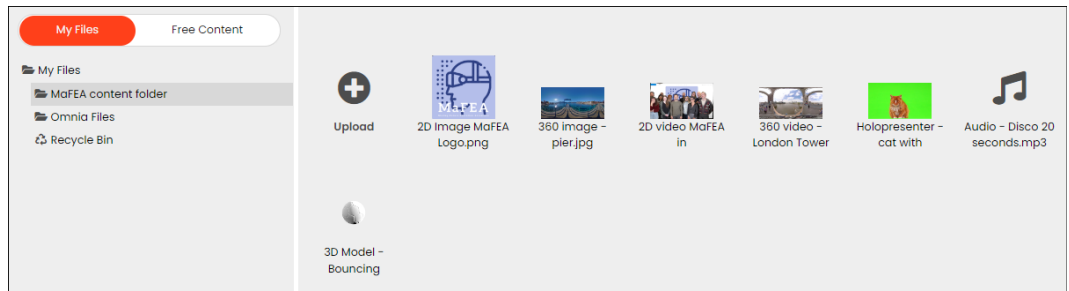 My Files
Free Content
My Files
MaFEA content folder
Omnia Files
Recycle Bin
MaFEA
Upload
2D Image MaFEA
Logo.png
360 image -
pier.jpg
2D video MaFEA
in
360 video -
London Tower
Holopresenter -
cat with
Audio - Disco 20
seconds.mp3
3D Model -
Bouncing